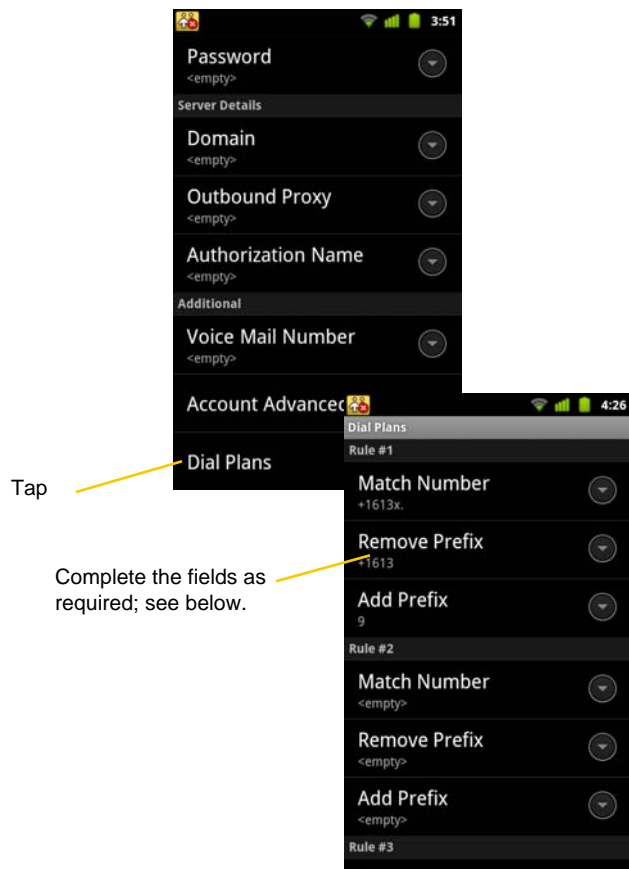 3:51
Password
<empty>
Server Details
Domain
<empty>
Outbound Proxy
<empty>
Authorization Name
<empty>
Additional
Voice Mail Number
<empty>
Account Advanced
Dial Plans
Tap
4:26
Dial Plans
Rule #1
Match Number
+1613x.
Remove Prefix
+1613
Complete the fields as
required; see below.
Add Prefix
9
Rule #2
Match Number
<empty>
Remove Prefix
<empty>
Add Prefix
<empty>
Rule #3